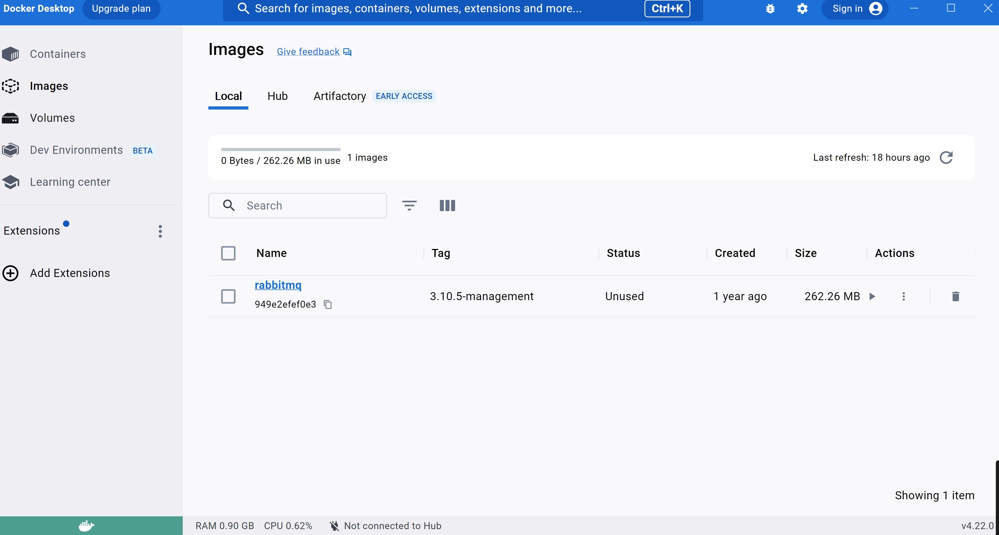 Docker Desktop Upgrade plan Search for images, containers, volumes, extensions and more... Ctrl+K Sign in
Containers
Images
Volumes
Dev Environments BETA
Learning center
Extensions
Add Extensions
Images Give feedback
Local Hub Artifactory EARLY ACCESS
0 Bytes / 262.26 MB in use 1 images Last refresh: 18 hours ago
Search
Name Tag Status Created Size Actions
rabbitmq
949e2efef0e3 3.10.5-management Unused 1 year ago 262.26 MB
Showing 1 item
RAM 0.90 GB CPU 0.62% Not connected to Hub v4.22.0